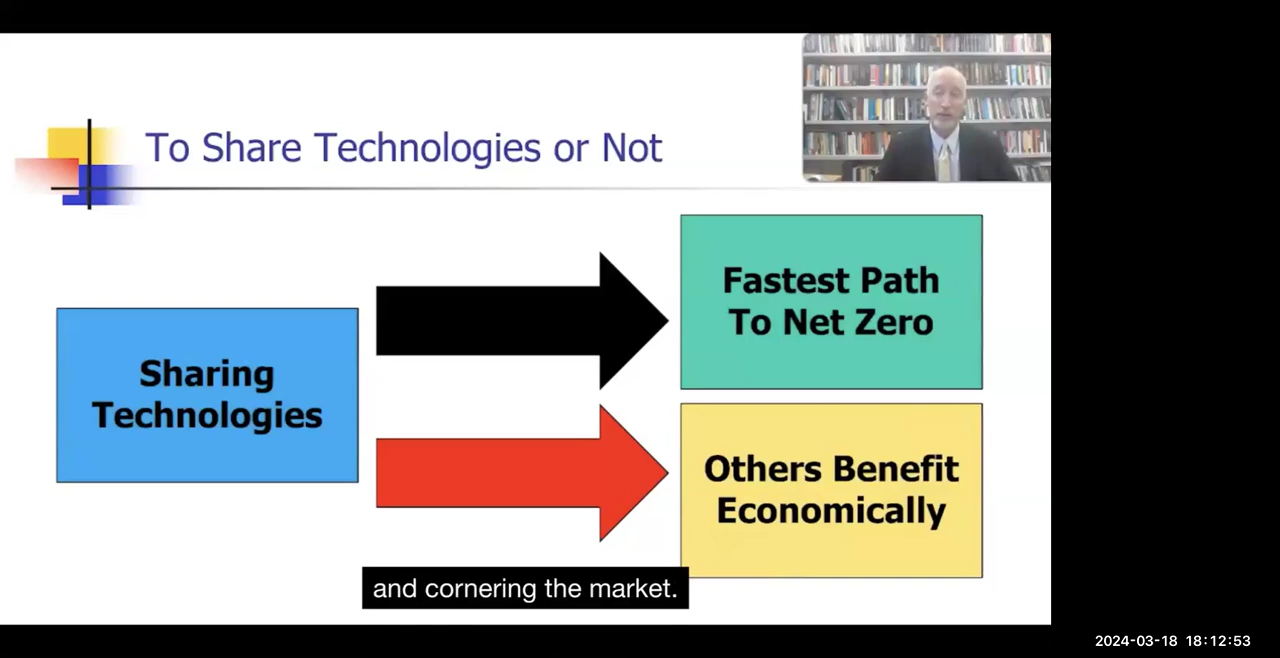 To Share Technologies or Not
Sharing
Technologies
Fastest Path
To Net Zero
Others Benefit
Economically
and cornering the market.
2024-03-18 18:12:53